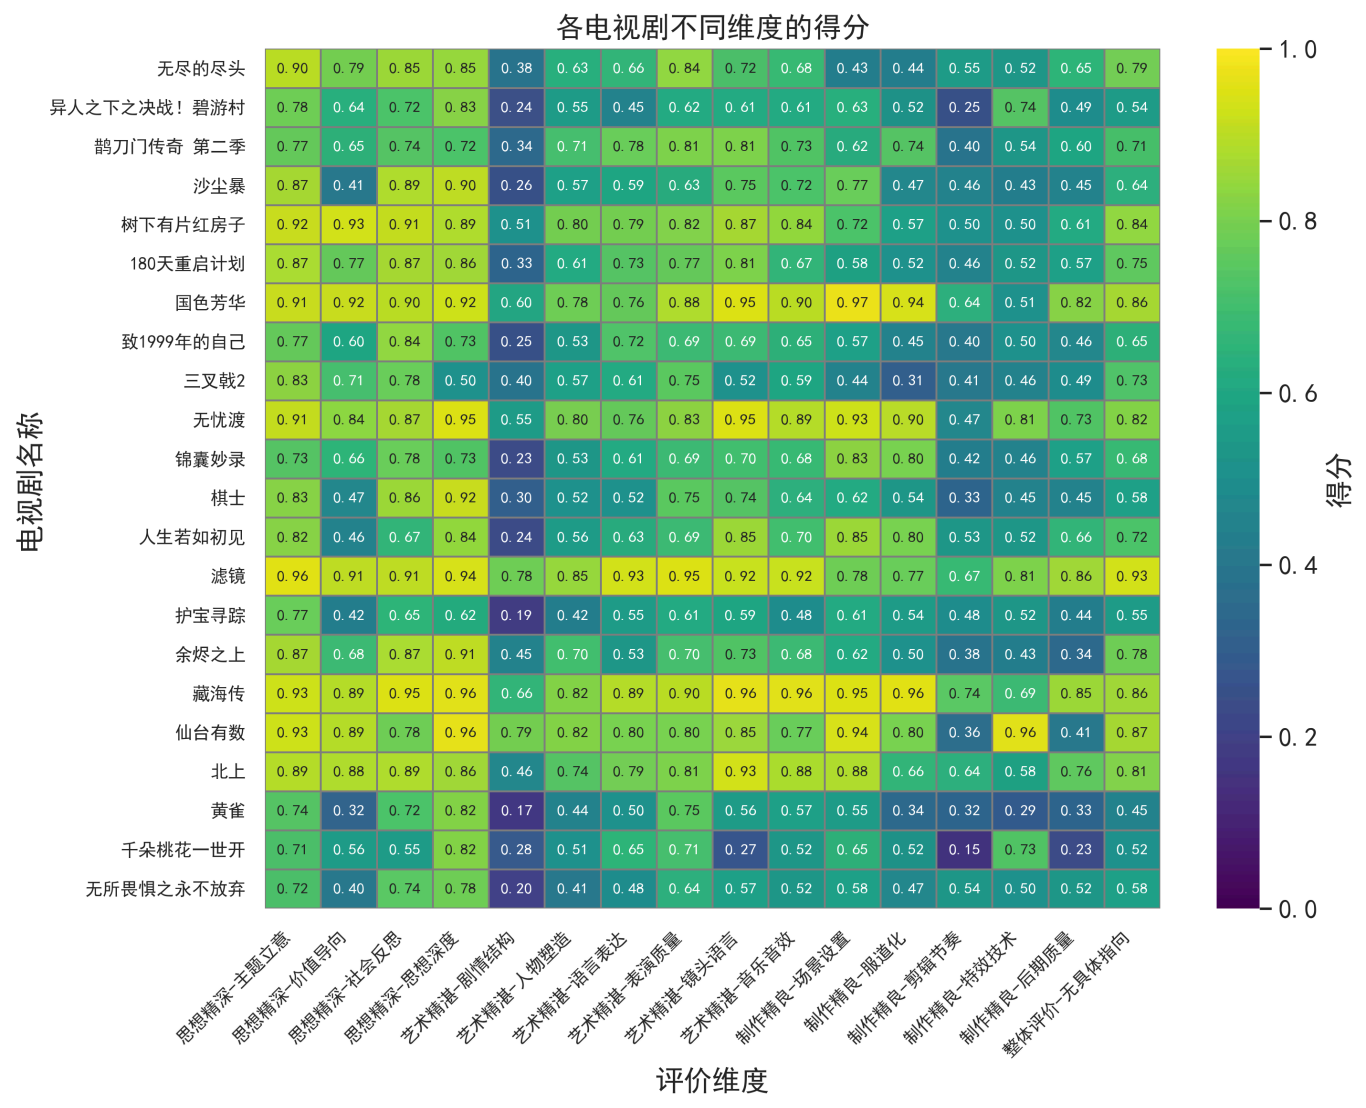 各电视剧不同维度的得分
无尽的尽头 0.90 0.79 0.85 0.85 0.38 0.63 0.66 0.84 0.72 0.68 0.43 0.44 0.55 0.52 0.65 0.79
异人之下之决战！碧游村 0.78 0.64 0.72 0.83 0.24 0.55 0.45 0.62 0.61 0.61 0.63 0.52 0.25 0.74 0.49 0.54
鹊刀门传奇 第二季 0.77 0.65 0.74 0.72 0.34 0.71 0.78 0.81 0.81 0.73 0.62 0.74 0.40 0.54 0.60 0.71
沙尘暴 0.87 0.41 0.89 0.90 0.26 0.57 0.59 0.63 0.75 0.72 0.77 0.47 0.46 0.43 0.45 0.64
树下有片红房子 0.92 0.93 0.91 0.89 0.51 0.80 0.79 0.82 0.87 0.84 0.72 0.57 0.50 0.50 0.61 0.84
180天重启计划 0.87 0.77 0.87 0.86 0.33 0.61 0.73 0.77 0.81 0.67 0.58 0.52 0.46 0.52 0.57 0.75
国色芳华 0.91 0.92 0.90 0.92 0.60 0.78 0.76 0.88 0.95 0.90 0.97 0.94 0.64 0.51 0.82 0.86
致1999年的自己 0.77 0.60 0.84 0.73 0.25 0.53 0.72 0.69 0.69 0.65 0.57 0.45 0.40 0.50 0.46 0.65
三叉戟2 0.83 0.71 0.78 0.50 0.40 0.57 0.61 0.75 0.52 0.59 0.44 0.31 0.41 0.46 0.49 0.73
无忧渡 0.91 0.84 0.87 0.95 0.55 0.80 0.76 0.83 0.95 0.89 0.93 0.90 0.47 0.81 0.73 0.82
锦囊妙录 0.73 0.66 0.78 0.73 0.23 0.53 0.61 0.69 0.70 0.68 0.83 0.80 0.42 0.46 0.57 0.68
棋士 0.83 0.47 0.86 0.92 0.30 0.52 0.52 0.75 0.74 0.64 0.62 0.54 0.33 0.45 0.45 0.58
人生若如初见 0.82 0.46 0.67 0.84 0.24 0.56 0.63 0.69 0.85 0.70 0.85 0.80 0.53 0.52 0.66 0.72
滤镜 0.96 0.91 0.91 0.94 0.78 0.85 0.93 0.95 0.92 0.92 0.78 0.77 0.67 0.81 0.86 0.93
护宝寻踪 0.77 0.42 0.65 0.62 0.19 0.42 0.55 0.61 0.59 0.48 0.61 0.54 0.48 0.52 0.44 0.55
余烬之上 0.87 0.68 0.87 0.91 0.45 0.70 0.53 0.70 0.73 0.68 0.62 0.50 0.38 0.43 0.34 0.78
藏海传 0.93 0.89 0.95 0.96 0.66 0.82 0.89 0.90 0.96 0.96 0.95 0.96 0.74 0.69 0.85 0.86
仙台有数 0.93 0.89 0.78 0.96 0.79 0.82 0.80 0.80 0.85 0.77 0.94 0.80 0.36 0.96 0.41 0.87
北上 0.89 0.88 0.89 0.86 0.46 0.74 0.79 0.81 0.93 0.88 0.88 0.66 0.64 0.58 0.76 0.81
黄雀 0.74 0.32 0.72 0.82 0.17 0.44 0.50 0.75 0.56 0.57 0.55 0.34 0.32 0.29 0.33 0.45
千朵桃花一世开 0.71 0.56 0.55 0.82 0.28 0.51 0.65 0.71 0.27 0.52 0.65 0.52 0.15 0.73 0.23 0.52
无所畏惧之永不放弃 0.72 0.40 0.74 0.78 0.20 0.41 0.48 0.64 0.57 0.52 0.58 0.47 0.54 0.50 0.52 0.58
电视剧名称
思想精深-主题立意
思想精深-价值导向
思想精深-社会反思
思想精深-思想深度
艺术精湛-剧情结构
艺术精湛-人物塑造
艺术精湛-语言表达
艺术精湛-表演质量
艺术精湛-镜头语言
艺术精湛-音乐音效
制作精良-场景设置
制作精良-服道化
制作精良-剪辑节奏
制作精良-特效技术
制作精良-后期质量
整体评价-无具体指向
评价维度
1.0
0.8
0.6
0.4
0.2
0.0
得分